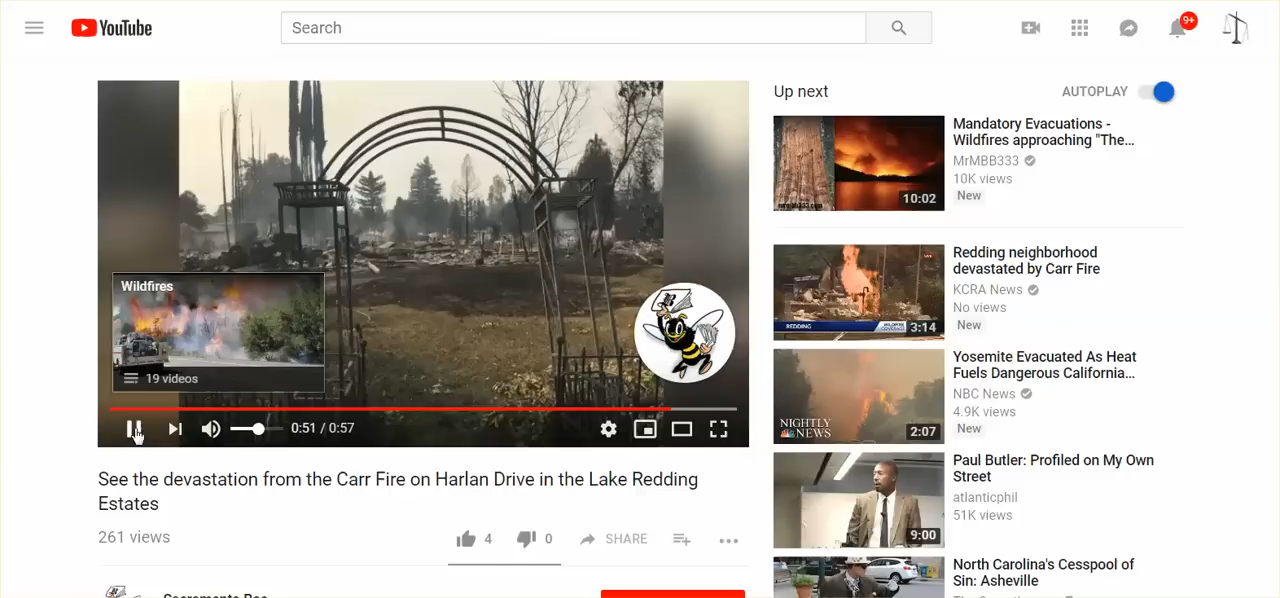 YouTube
Search
9+
Wildfires
19 videos
0:51 / 0:57
See the devastation from the Carr Fire on Harlan Drive in the Lake Redding
Estates
261 views
4
0
SHARE
Up next
AUTOPLAY
10:02
Mandatory Evacuations -
Wildfires approaching "The...
MrMBB333
10K views
New
REDDING
3:14
Redding neighborhood
devastated by Carr Fire
KCRA News
No views
New
NIGHTLY
NEWS
2:07
Yosemite Evacuated As Heat
Fuels Dangerous California...
NBC News
4.9K views
New
9:00
Paul Butler: Profiled on My Own
Street
atlanticphil
51K views
North Carolina's Cesspool of
Sin: Asheville